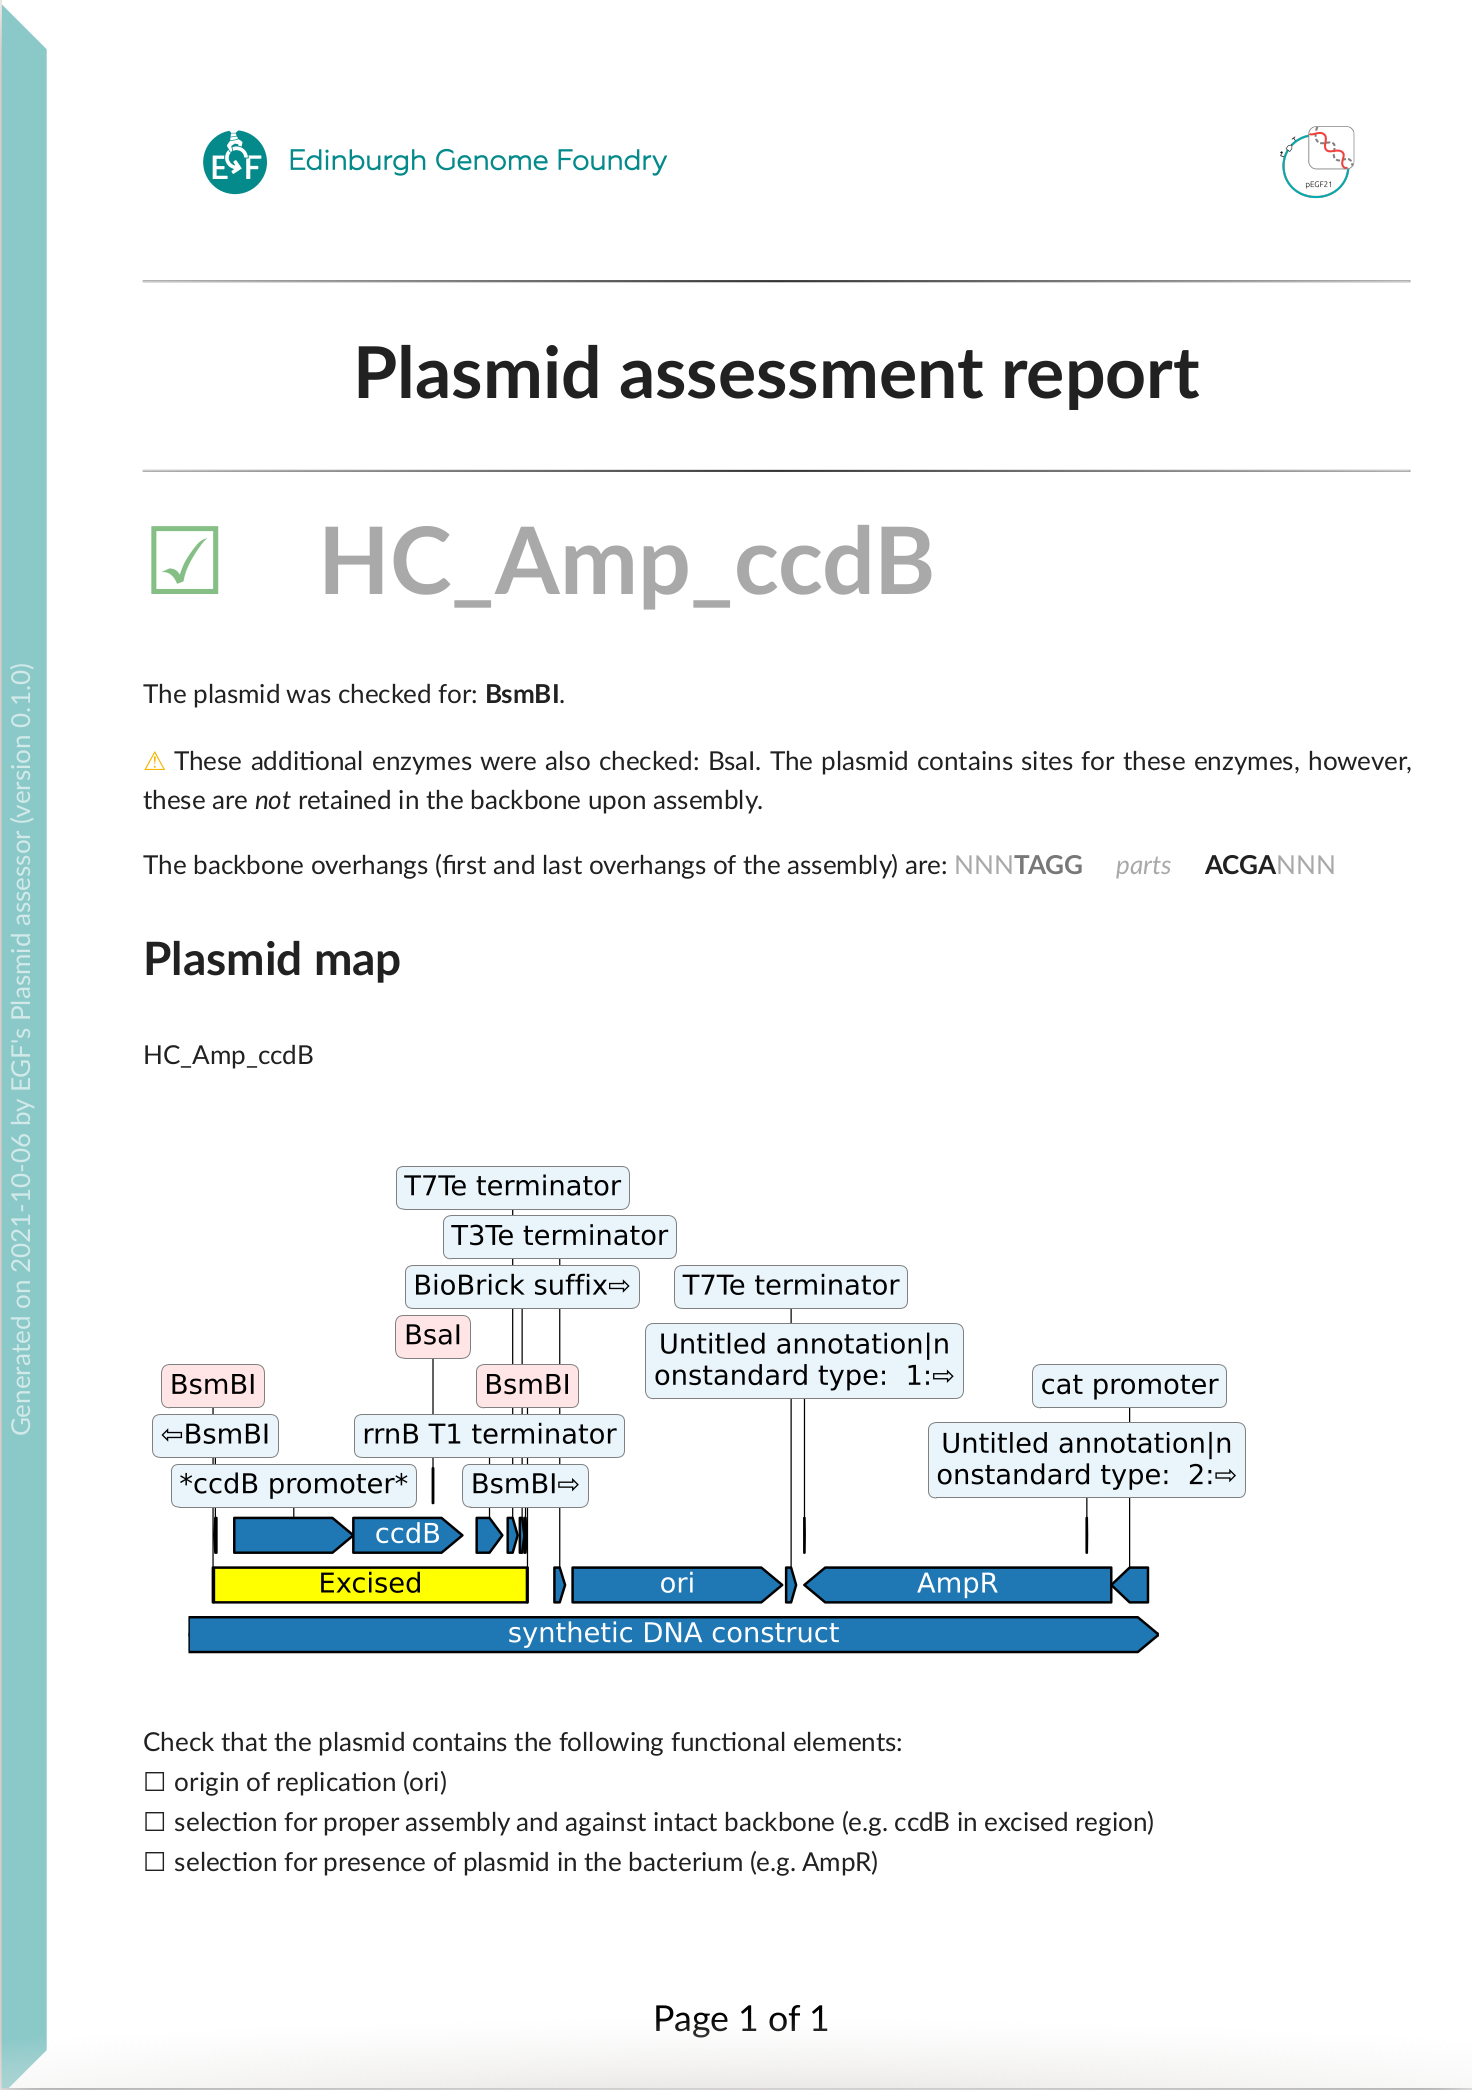 EGF
Edinburgh Genome Foundry
pEGF21
Plasmid assessment report
☑ HC_Amp_ccdB
The plasmid was checked for: BsmBI.
⚠ These additional enzymes were also checked: BsaI. The plasmid contains sites for these enzymes, however,
these are not retained in the backbone upon assembly.
The backbone overhangs (first and last overhangs of the assembly) are: NNNTAGG parts ACGANNN
Plasmid map
HC_Amp_ccdB
T7Te terminator
T3Te terminator
BioBrick suffix⇨
T7Te terminator
BsaI
Untitled annotation|n
onstandard type: 1:⇨
BsmBI
BsmBI
cat promoter
⇦BsmBI
rrnB T1 terminator
Untitled annotation|n
onstandard type: 2:⇨
*ccdB promoter*
BsmBI⇨
ccdB
Excised
ori
AmpR
synthetic DNA construct
Check that the plasmid contains the following functional elements:
☐ origin of replication (ori)
☐ selection for proper assembly and against intact backbone (e.g. ccdB in excised region)
☐ selection for presence of plasmid in the bacterium (e.g. AmpR)
Page 1 of 1
Generated on 2021-10-06 by EGF's Plasmid assessor (version 0.1.0)